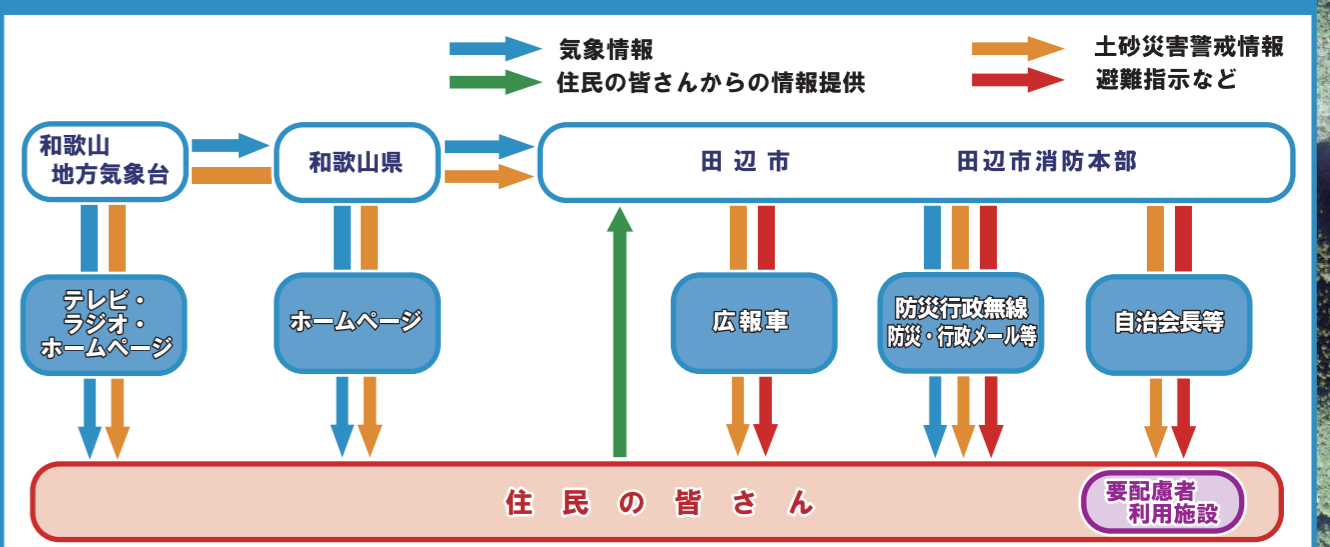 気象情報
土砂災害警戒情報
住民の皆さんからの情報提供
避難指示など
和歌山
地方気象台
和歌山県
田辺市
田辺市消防本部
テレビ・
ラジオ・
ホームページ
ホームページ
広報車
防災行政無線
防災・行政メール等
自治会長等
住民の皆さん
要配慮者
利用施設